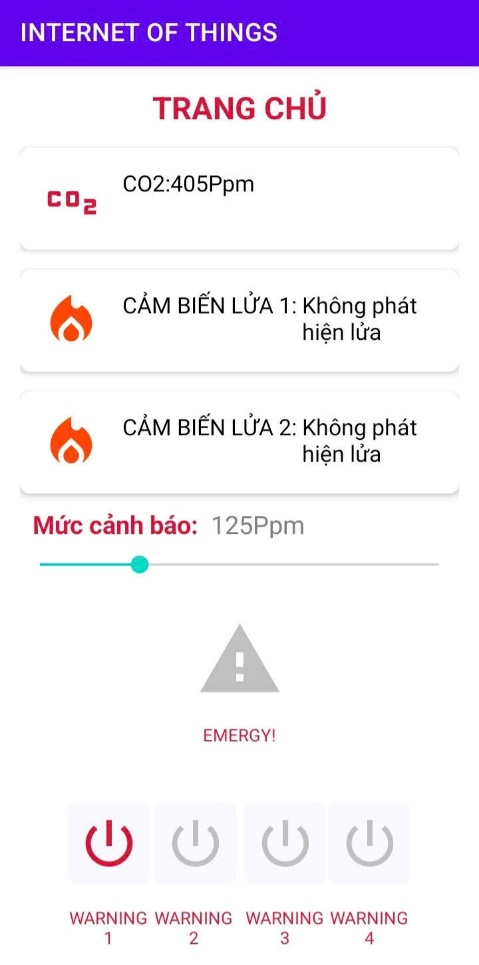 INTERNET OF THINGS
TRANG CHỦ
CO2
CO2:405Ppm
CẢM BIẾN LỬA 1: Không phát
hiện lửa
CẢM BIẾN LỬA 2: Không phát
hiện lửa
Mức cảnh báo: 125Ppm
EMERGY!
WARNING WARNING WARNING WARNING
1 2 3 4